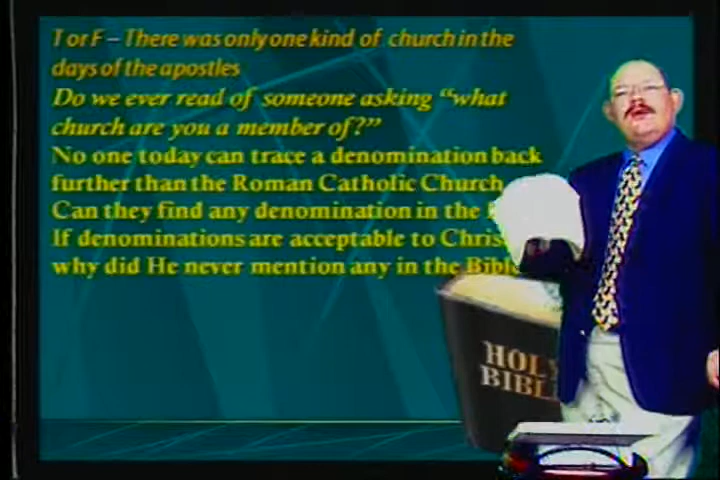 T or F – There was only one kind of church in the
days of the apostles
Do we ever read of someone asking “what
church are you a member of?”
No one today can trace a denomination back
further than the Roman Catholic Church
Can they find any denomination in the
If denominations are acceptable to Chris
why did He never mention any in the Bible
HOLY
BIBL